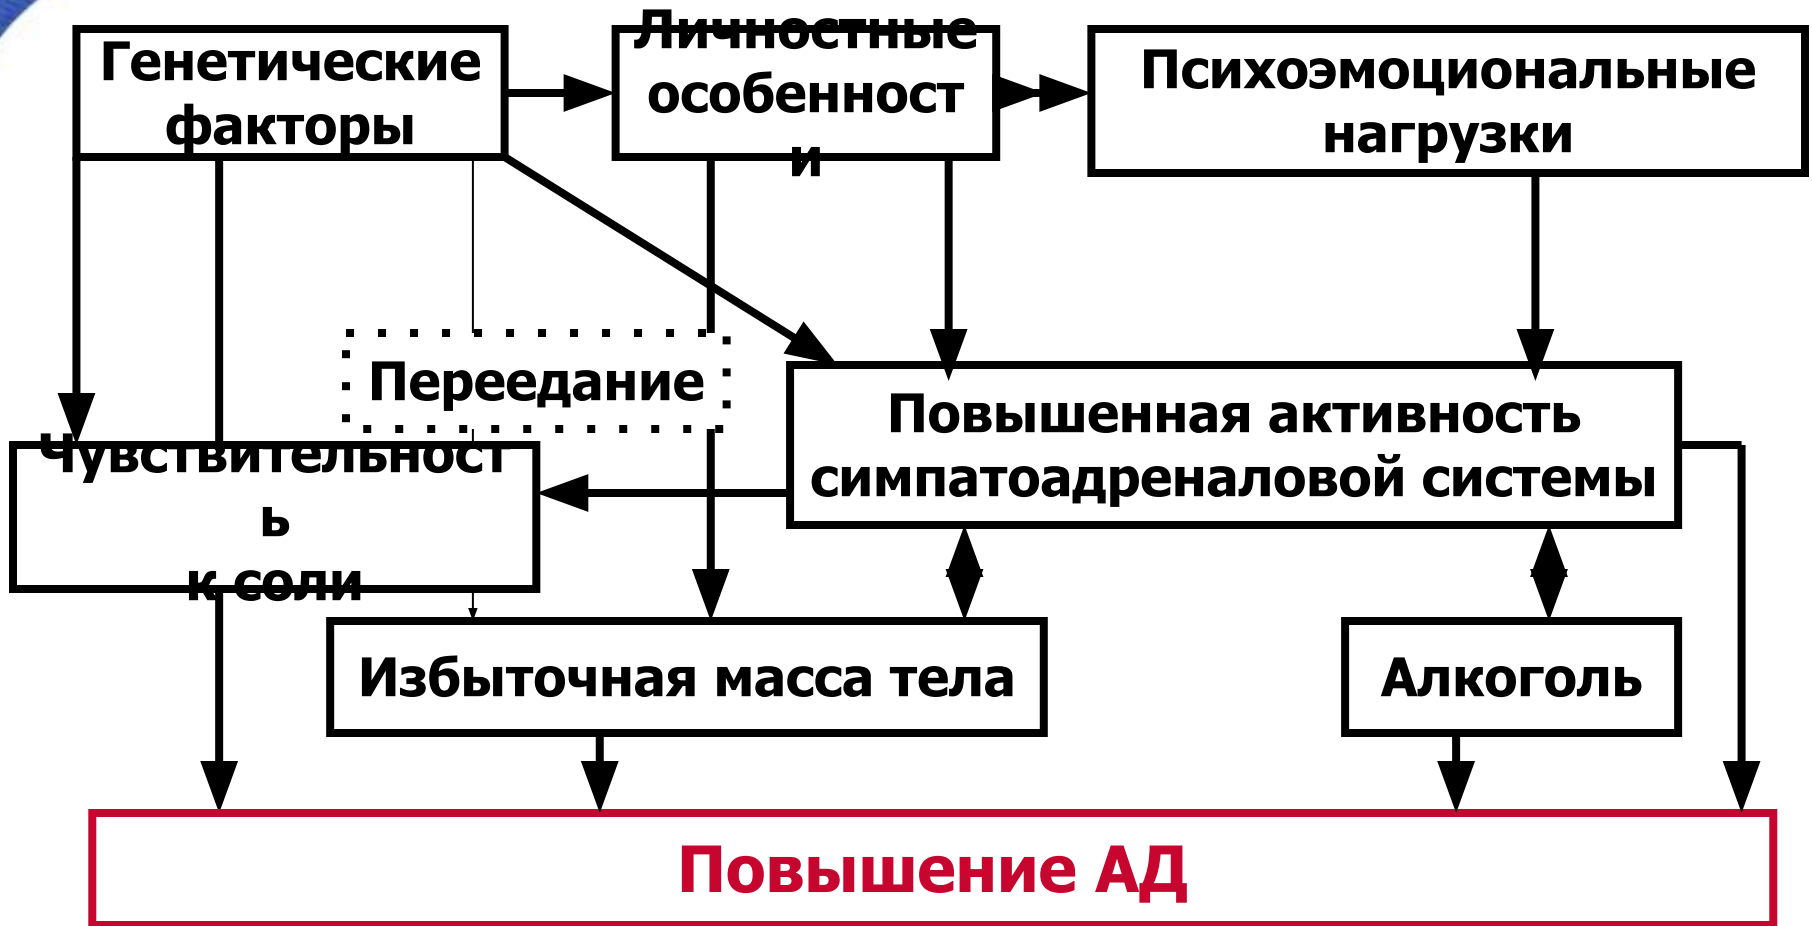 Генетические
факторы
Личностные
особенност
и
Психоэмоциональные
нагрузки
Переедание
Повышенная активность
симпатоадреналовой системы
Чувствительност
ь
к соли
Избыточная масса тела
Алкоголь
Повышение АД